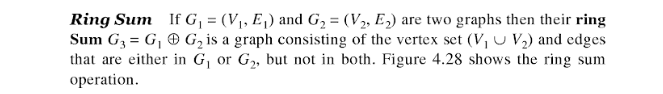 Ring Sum If G₁ = (V₁, E₁) and G₂ = (V₂, E₂) are two graphs then their ring
Sum G₃ = G₁ ⊕ G₂ is a graph consisting of the vertex set (V₁ ∪ V₂) and edges
that are either in G₁ or G₂, but not in both. Figure 4.28 shows the ring sum
operation.